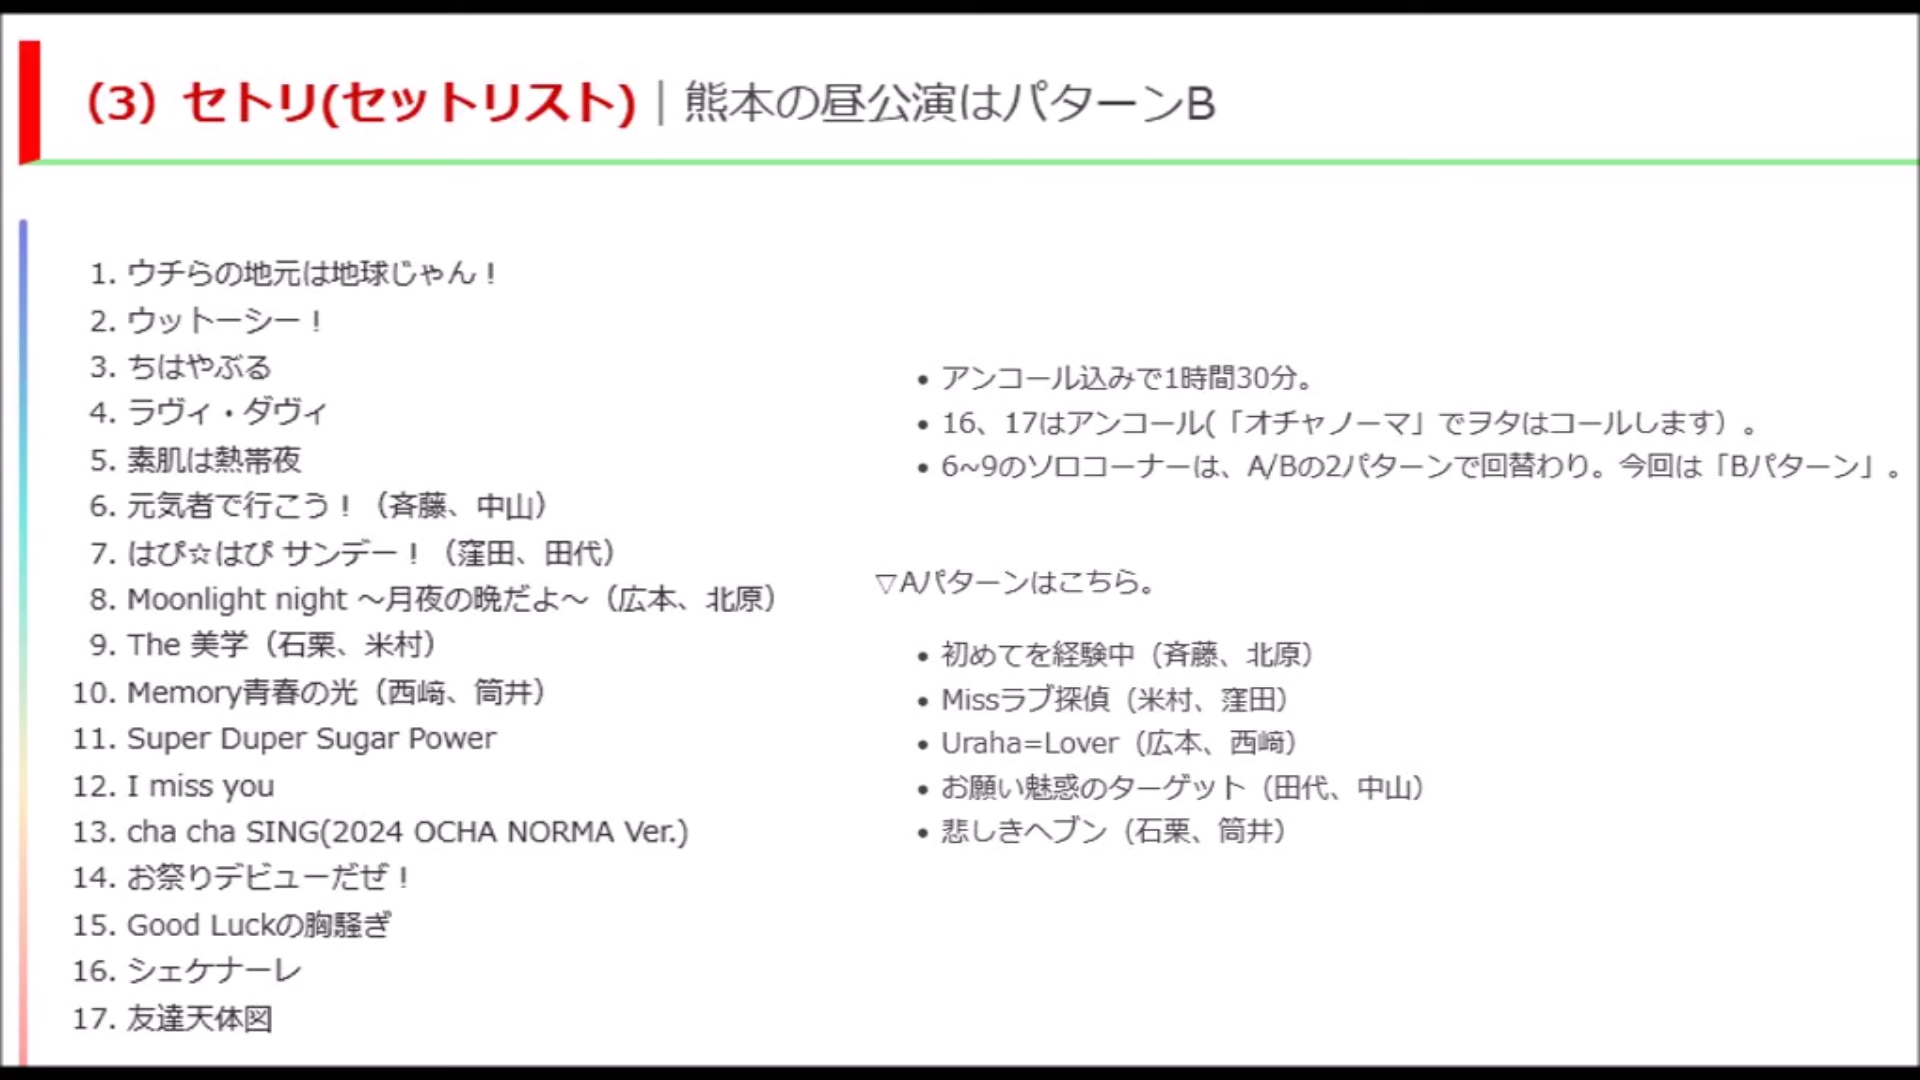 （3）セトリ(セットリスト)｜熊本の昼公演はパターンB
1. ウチらの地元は地球じゃん！
2. ウットーシー！
3. ちはやぶる
4. ラヴィ・ダヴィ
5. 素肌は熱帯夜
6. 元気者で行こう！（斉藤、中山）
7. はぴ☆はぴ サンデー！（窪田、田代）
8. Moonlight night ～月夜の晩だよ～（広本、北原）
9. The 美学（石栗、米村）
10. Memory青春の光（西﨑、筒井）
11. Super Duper Sugar Power
12. I miss you
13. cha cha SING(2024 OCHA NORMA Ver.)
14. お祭りデビューだぜ！
15. Good Luckの胸騒ぎ
16. シェケナーレ
17. 友達天体図
• アンコール込みで1時間30分。
• 16、17はアンコール(「オチャノーマ」でヲタはコールします）。
• 6~9のソロコーナーは、A/Bの2パターンで回替わり。今回は「Bパターン」。
▽Aパターンはこちら。
• 初めてを経験中（斉藤、北原）
• Missラブ探偵（米村、窪田）
• Uraha=Lover（広本、西﨑）
• お願い魅惑のターゲット（田代、中山）
• 悲しきヘブン（石栗、筒井）